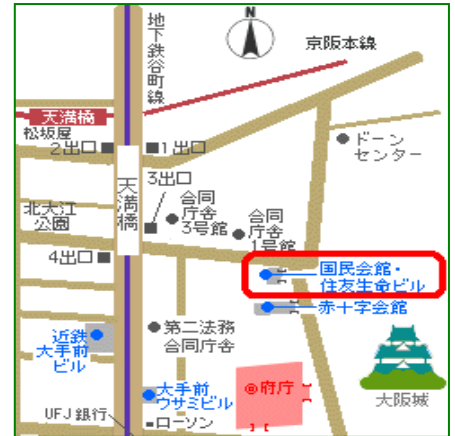 地下鉄谷町線
京阪本線
天満橋
松坂屋
2出口
1出口
ドーン
センター
天満橋
3出口
北大江
公園
合同
庁舎
3号館
合同
庁舎
1号館
4出口
国民会館・
住友生命ビル
赤十字会館
近鉄
大手前
ビル
第二法務
合同庁舎
府庁
大阪城
大手前
ウサミビル
UFJ銀行
ローソン